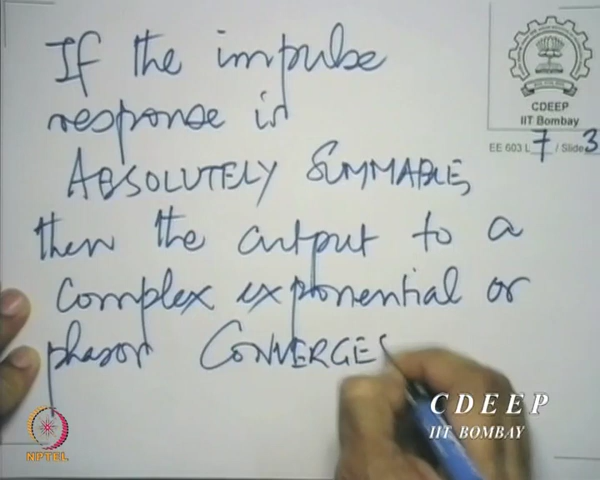 If the impulse
response is
ABSOLUTELY SUMMABLE,
then the output to a
complex exponential or
phasor CONVERGES
CDEEP
IIT Bombay
EE 603 L 7 / Slide 3
CDEEP
IIT BOMBAY
NPTEL